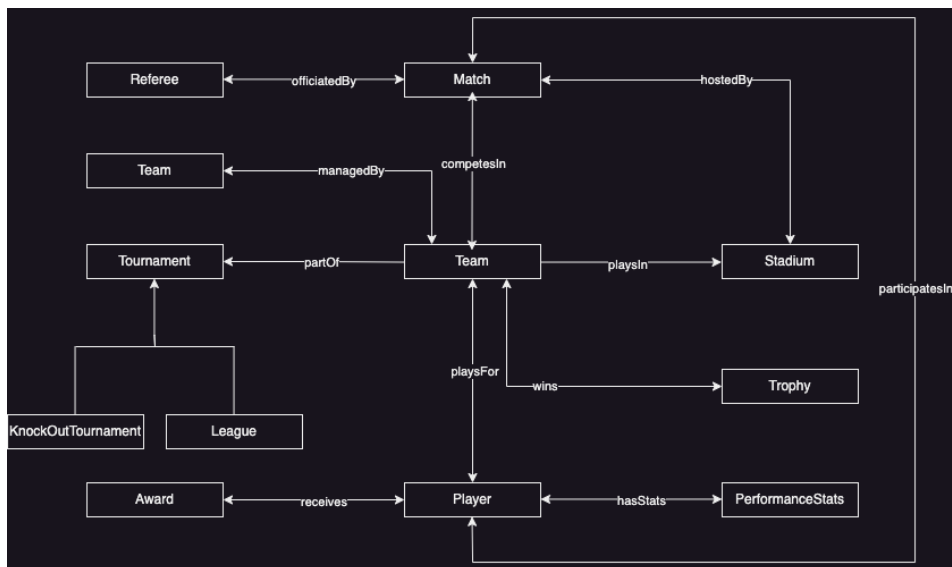 Referee
officiatedBy
Match
hostedBy
Team
managedBy
competesIn
Tournament
partOf
Team
playsIn
Stadium
participatesIn
playsFor
wins
Trophy
KnockOutTournament
League
Award
receives
Player
hasStats
PerformanceStats